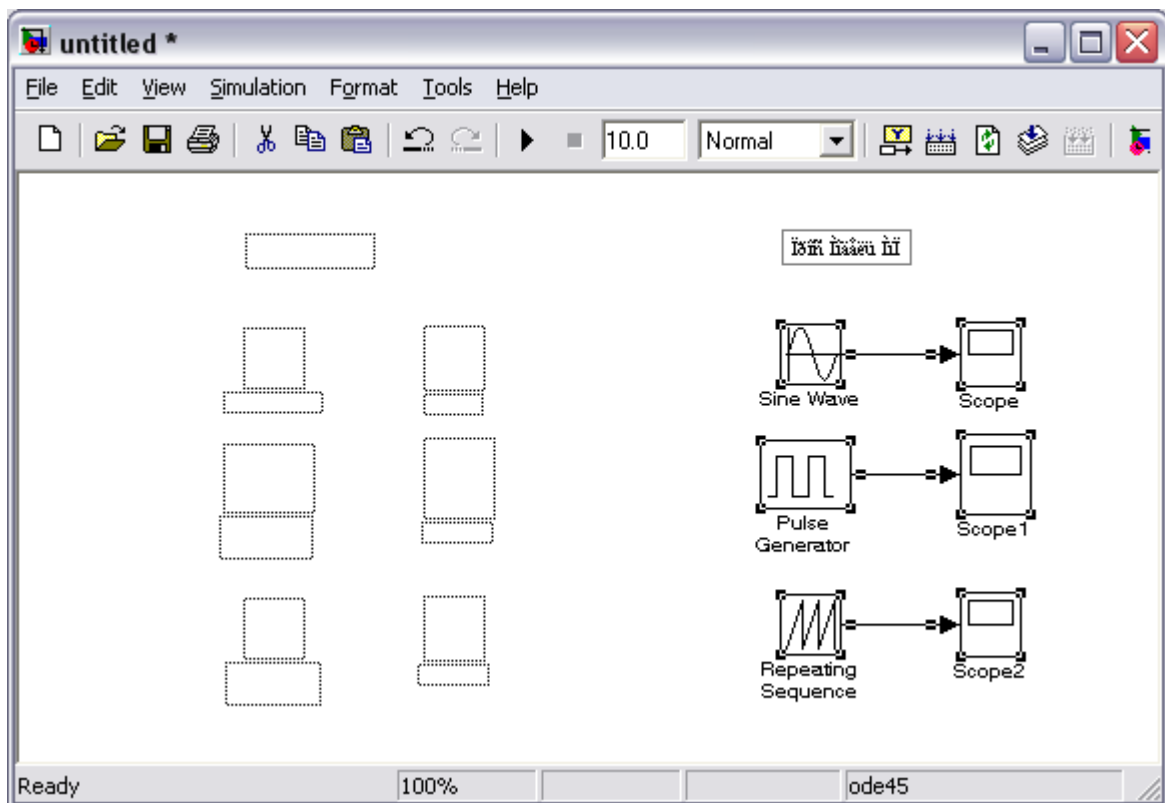 untitled *
File Edit View Simulation Format Tools Help
10.0 Normal
Sine Wave Scope
Pulse
Generator
Scope1
Repeating
Sequence
Scope2
Ready 100% ode45